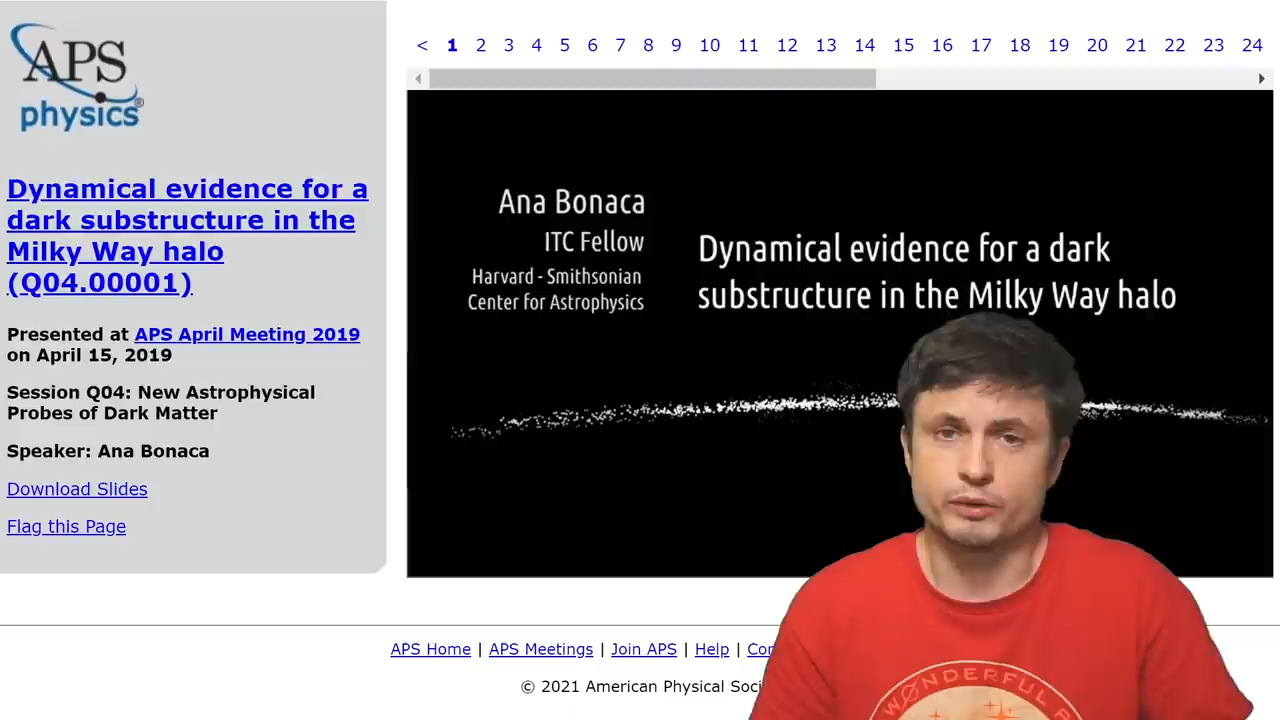 APS
physics®
Dynamical evidence for a
dark substructure in the
Milky Way halo
(Q04.00001)
Presented at APS April Meeting 2019
on April 15, 2019
Session Q04: New Astrophysical
Probes of Dark Matter
Speaker: Ana Bonaca
Download Slides
Flag this Page
< 1 2 3 4 5 6 7 8 9 10 11 12 13 14 15 16 17 18 19 20 21 22 23 24
Ana Bonaca
ITC Fellow
Harvard - Smithsonian
Center for Astrophysics
Dynamical evidence for a dark
substructure in the Milky Way halo
APS Home | APS Meetings | Join APS | Help |
© 2021 American Physical
WONDERFUL